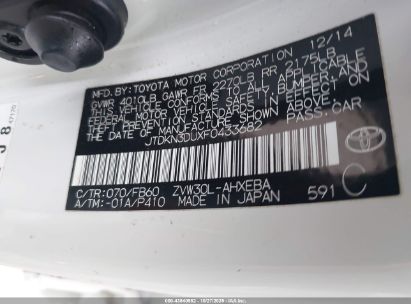 MFD. BY: TOYOTA MOTOR CORPORATION 12/14
GVWR 4010LB GAWR FR 2270LB RR 2175LB
THIS VEHICLE CONFORMS TO ALL APPLICABLE
FEDERAL MOTOR VEHICLE SAFETY, BUMPER, AND
THEFT PREVENTION STANDARDS IN EFFECT ON
THE DATE OF MANUFACTURE SHOWN ABOVE.
JTDKN3DUXF0433682 PASS.CAR
C/TR:070/FB60 ZVW30L-AHXEBA
A/TM:-01A/P410 MADE IN JAPAN 591 C